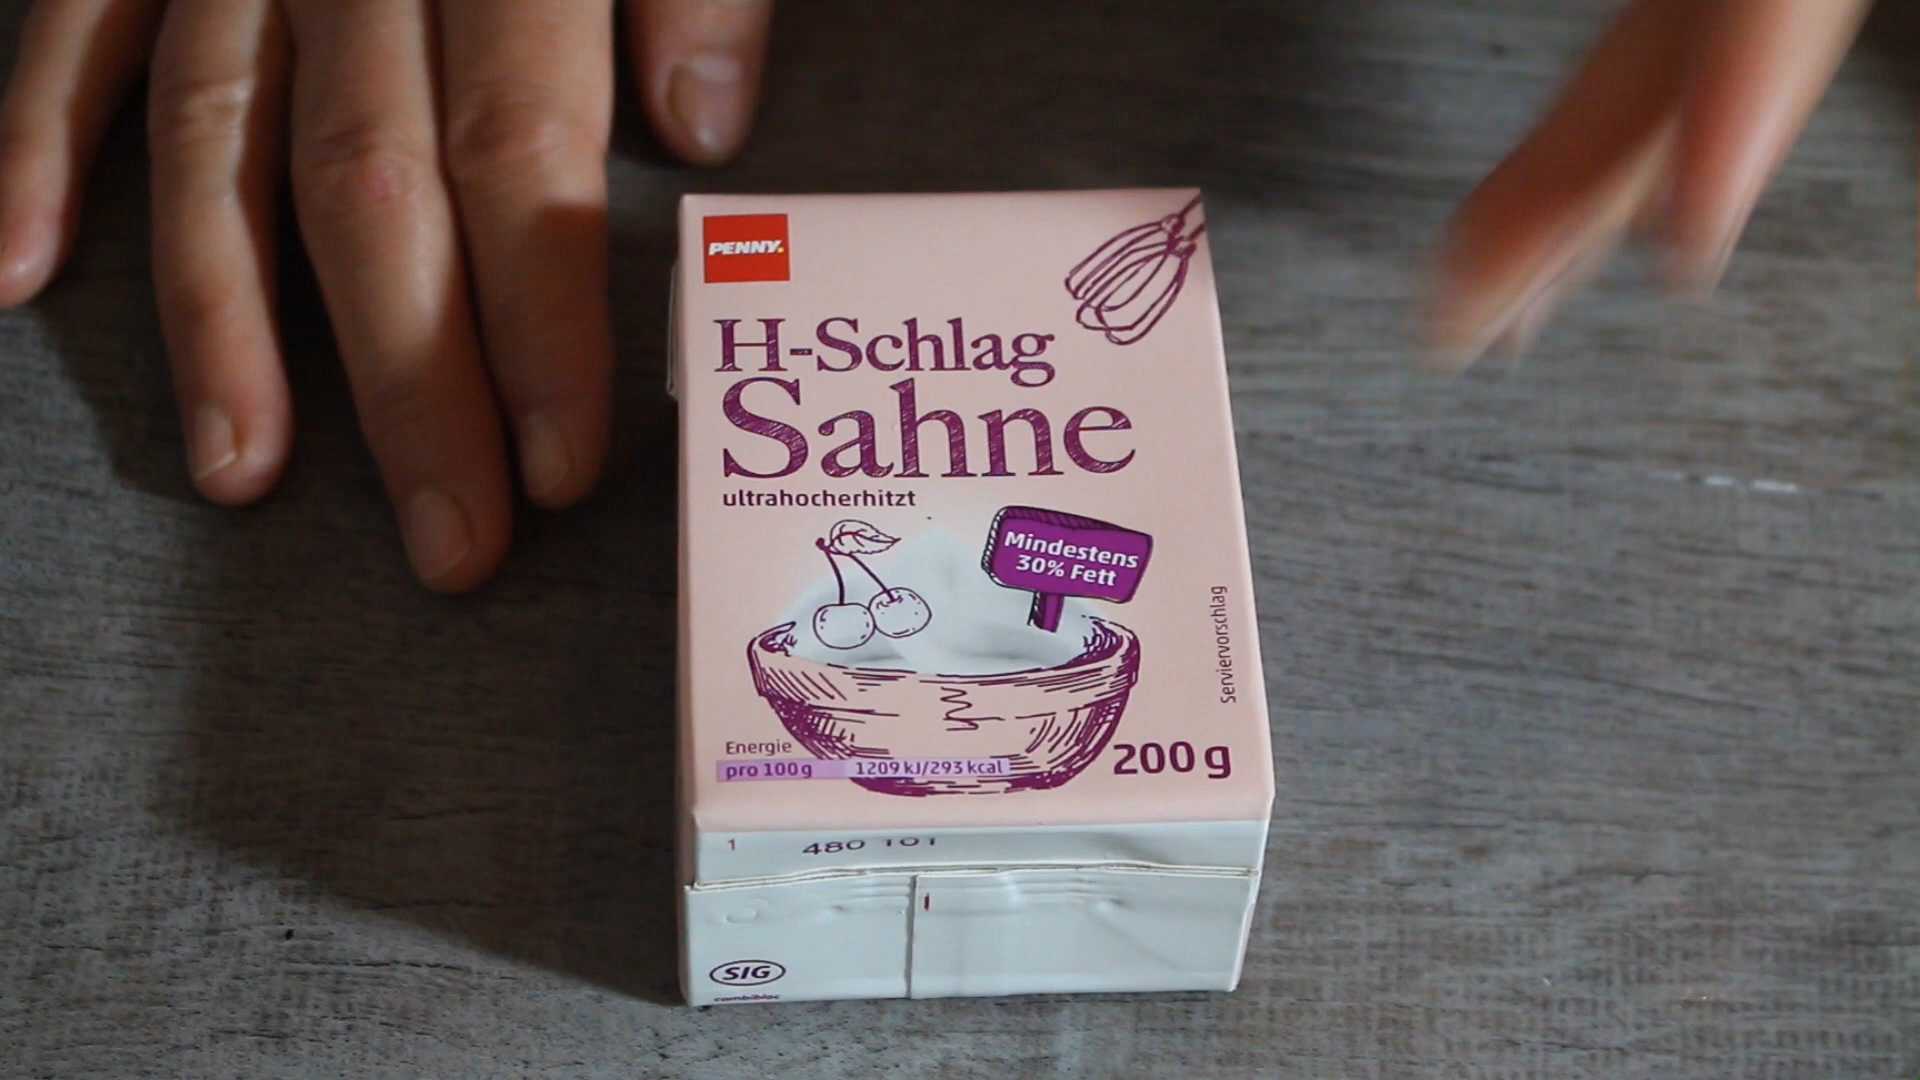 PENNY.
H-Schlag
Sahne
ultrahocherhitzt
Mindestens
30% Fett
Serviervorschlag
Energie
pro 100g 1209 kJ/293 kcal
200 g
1 480 101
SIG
combibloc